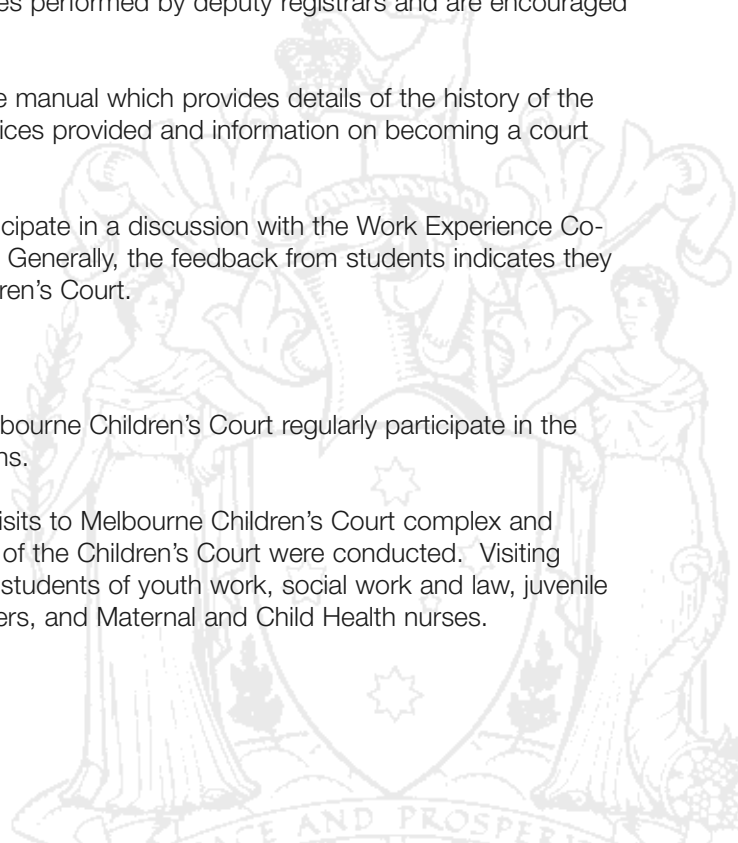 es performed by deputy registrars and are encouraged
e manual which provides details of the history of the
ices provided and information on becoming a court
cipate in a discussion with the Work Experience Co-
Generally, the feedback from students indicates they
ren’s Court.
bourne Children’s Court regularly participate in the
ns.
isits to Melbourne Children’s Court complex and
of the Children’s Court were conducted.  Visiting
students of youth work, social work and law, juvenile
ers, and Maternal and Child Health nurses.
CE AND PROSPERI